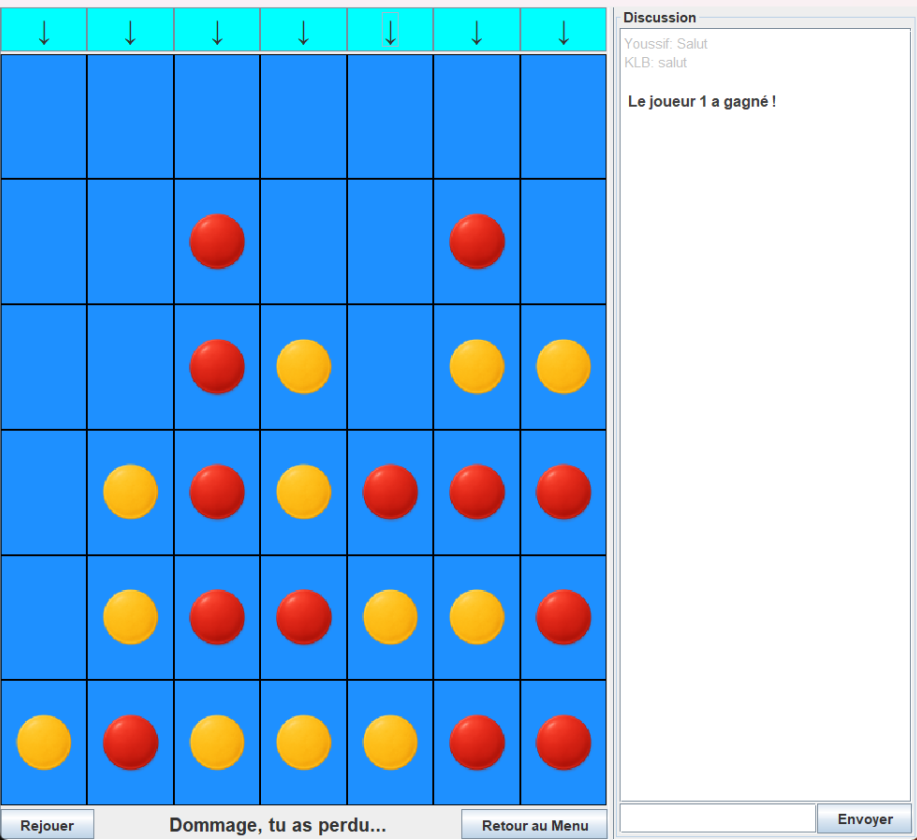 ↓ ↓ ↓ ↓ ↓ ↓ ↓
Discussion
Youssif: Salut
KLB: salut
Le joueur 1 a gagné !
Rejouer
Dommage, tu as perdu...
Retour au Menu
Envoyer